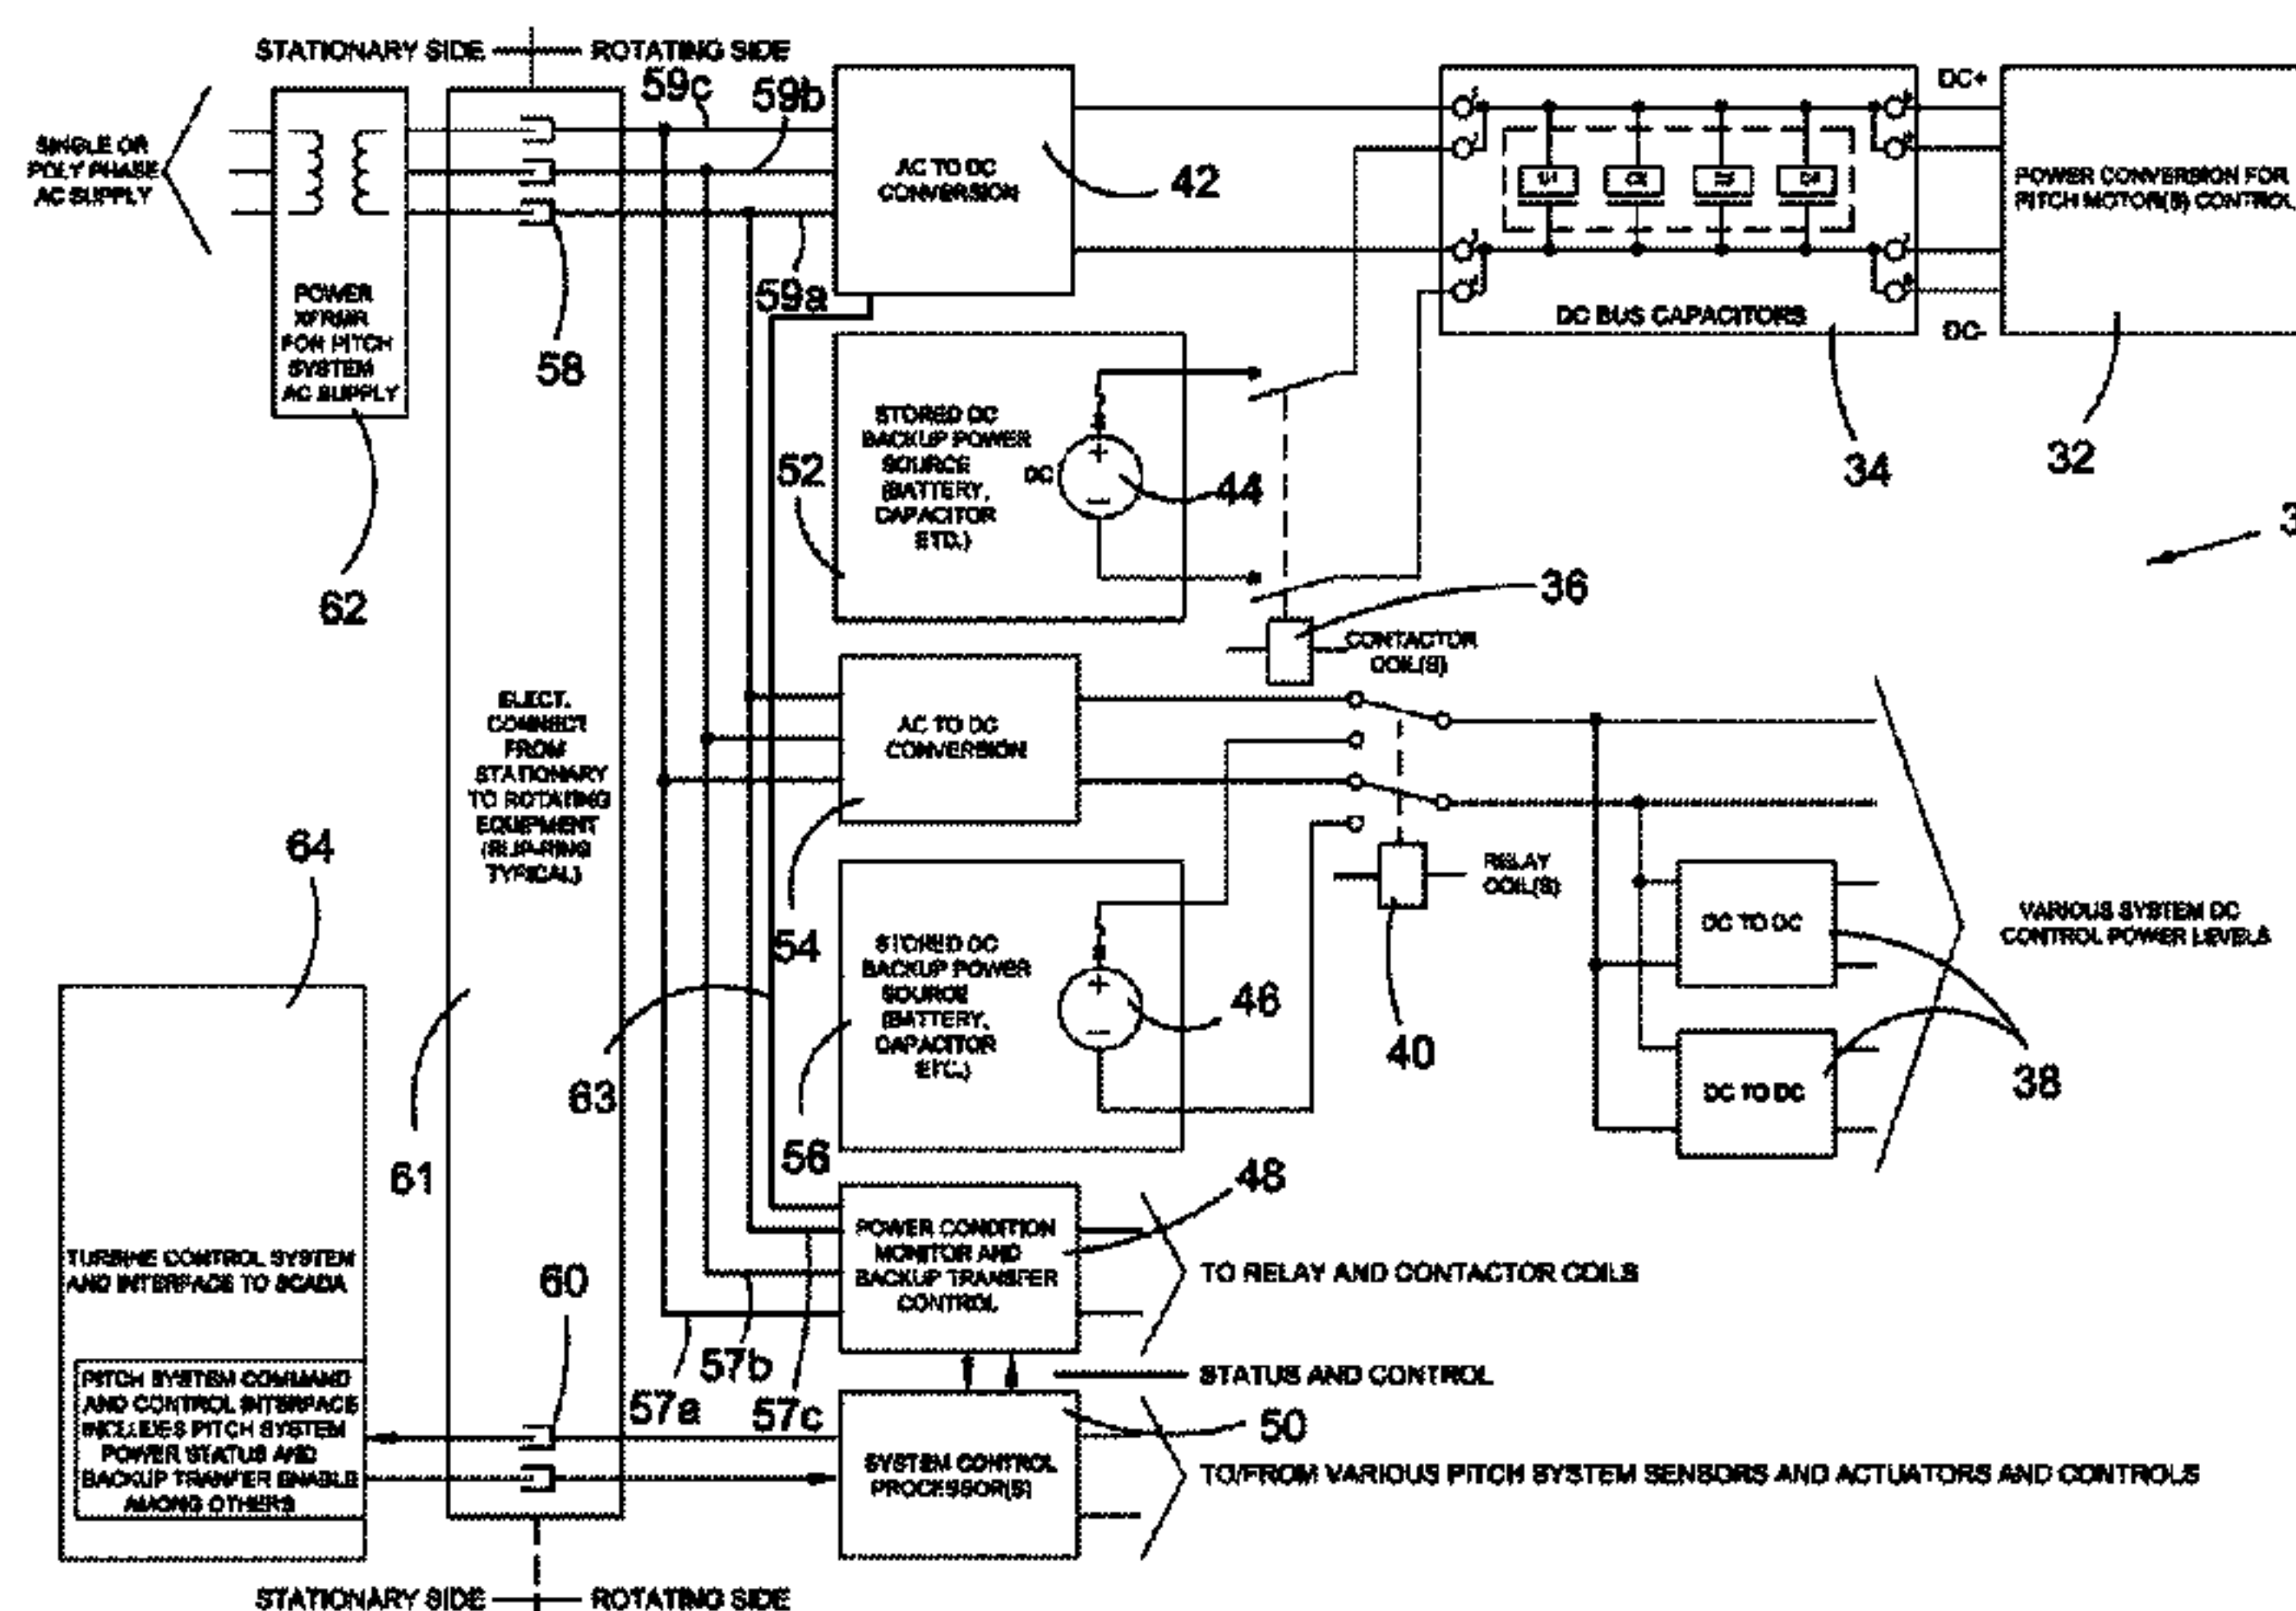 STATIONARY SIDE
ROTATING SIDE
59c
59b
SINGLE OR
POLY PHASE
AC SUPPLY
AC TO DC
CONVERSION
42
59a
58
POWER
XFRMR
FOR PITCH
SYSTEM
AC SUPPLY
62
DC+
DC-
DC BUS CAPACITORS
34
POWER CONVERSION FOR
PITCH MOTOR(S) CONTROL
32
STORED DC
BACKUP POWER
SOURCE
(BATTERY,
CAPACITOR
ETC.)
DC
+
−
52
44
36
CONTACTOR
COIL(S)
ELECT.
CONNECT
FROM
STATIONARY
TO ROTATING
EQUIPMENT
(SLIP-RING
TYPICAL)
AC TO DC
CONVERSION
54
RELAY
COIL(S)
40
DC TO DC
DC TO DC
38
VARIOUS SYSTEM DC
CONTROL POWER LEVELS
64
STORED DC
BACKUP POWER
SOURCE
(BATTERY,
CAPACITOR
ETC.)
+
−
46
56
63
61
48
POWER CONDITION
MONITOR AND
BACKUP TRANSFER
CONTROL
TO RELAY AND CONTACTOR COILS
TURBINE CONTROL SYSTEM
AND INTERFACE TO SCADA
60
57b
57a
57c
STATUS AND CONTROL
PITCH SYSTEM COMMAND
AND CONTROL INTERFACE
INCLUDES PITCH SYSTEM
POWER STATUS AND
BACKUP TRANFER ENABLE
AMONG OTHERS
50
SYSTEM CONTROL
PROCESSOR(S)
TO/FROM VARIOUS PITCH SYSTEM SENSORS AND ACTUATORS AND CONTROLS
STATIONARY SIDE
ROTATING SIDE